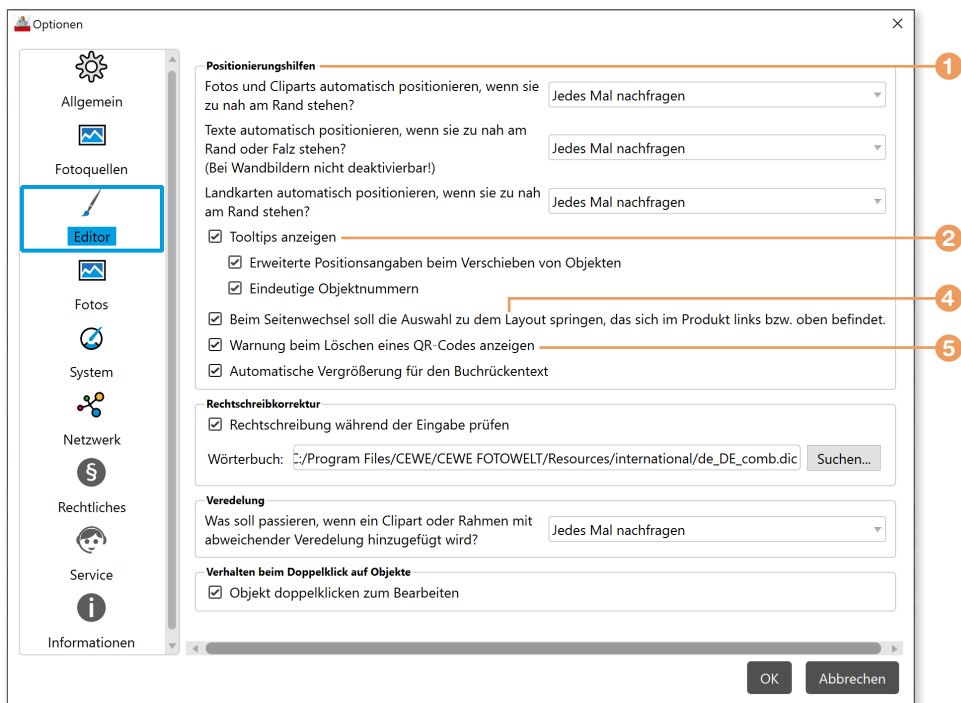 Optionen
Allgemein
Fotoquellen
Editor
Fotos
System
Netzwerk
§
Rechtliches
Service
i
Informationen
Positionierungshilfen
1
Fotos und Cliparts automatisch positionieren, wenn sie
zu nah am Rand stehen?
Jedes Mal nachfragen
Texte automatisch positionieren, wenn sie zu nah am
Rand oder Falz stehen?
(Bei Wandbildern nicht deaktivierbar!)
Jedes Mal nachfragen
Landkarten automatisch positionieren, wenn sie zu nah
am Rand stehen?
Jedes Mal nachfragen
Tooltips anzeigen
2
Erweiterte Positionsangaben beim Verschieben von Objekten
Eindeutige Objektnummern
4
Beim Seitenwechsel soll die Auswahl zu dem Layout springen, das sich im Produkt links bzw. oben befindet.
Warnung beim Löschen eines QR-Codes anzeigen
5
Automatische Vergrößerung für den Buchrückentext
Rechtschreibkorrektur
Rechtschreibung während der Eingabe prüfen
Wörterbuch: C:/Program Files/CEWE/CEWE FOTOWELT/Resources/international/de_DE_comb.dic Suchen...
Veredelung
Was soll passieren, wenn ein Clipart oder Rahmen mit
abweichender Veredelung hinzugefügt wird?
Jedes Mal nachfragen
Verhalten beim Doppelklick auf Objekte
Objekt doppelklicken zum Bearbeiten
OK Abbrechen